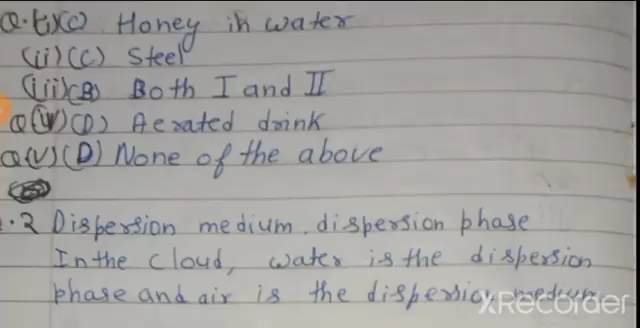 Q.(i)(C) Honey in water
(ii)(C) Steel
(iii)(B) Both I and II
Q(iv)(D) Aerated drink
Q(V)(D) None of the above
.2 Dispersion medium, dispersion phase
In the cloud, water is the dispersion
phase and air is the dispersion medium
XRecorder